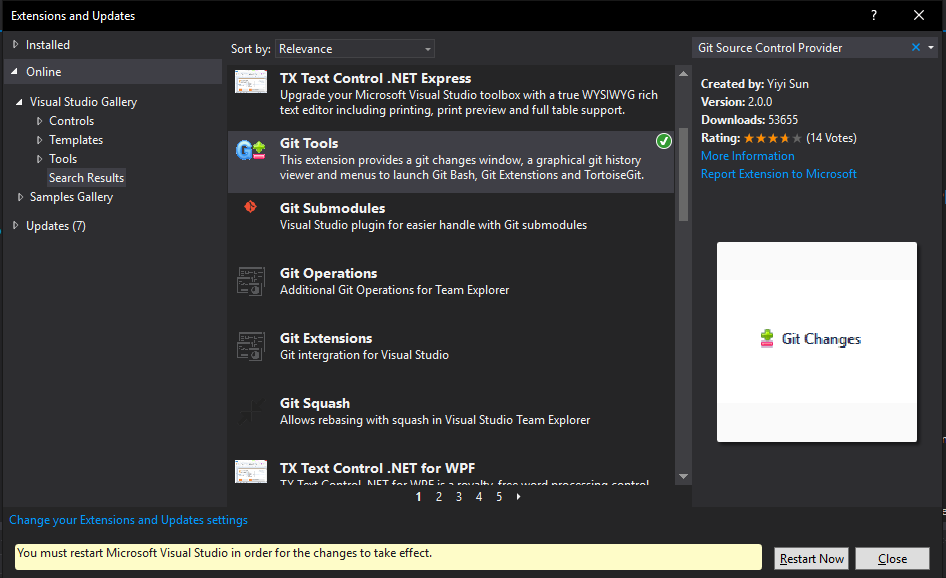 Extensions and Updates
?
Installed
Online
Visual Studio Gallery
Controls
Templates
Tools
Search Results
Samples Gallery
Updates (7)
Sort by: Relevance
TX Text Control .NET Express
Upgrade your Microsoft Visual Studio toolbox with a true WYSIWYG rich
text editor including printing, print preview and full table support.
Git Tools
This extension provides a git changes window, a graphical git history
viewer and menus to launch Git Bash, Git Extenstions and TortoiseGit.
Git Submodules
Visual Studio plugin for easier handle with Git submodules
Git Operations
Additional Git Operations for Team Explorer
Git Extensions
Git intergration for Visual Studio
Git Squash
Allows rebasing with squash in Visual Studio Team Explorer
TX Text Control .NET for WPF
TX Text Control .NET for WPF is a royalty-free word processing control
1 2 3 4 5
Git Source Control Provider
Created by: Yiyi Sun
Version: 2.0.0
Downloads: 53655
Rating: (14 Votes)
More Information
Report Extension to Microsoft
Git Changes
Change your Extensions and Updates settings
You must restart Microsoft Visual Studio in order for the changes to take effect.
Restart Now
Close